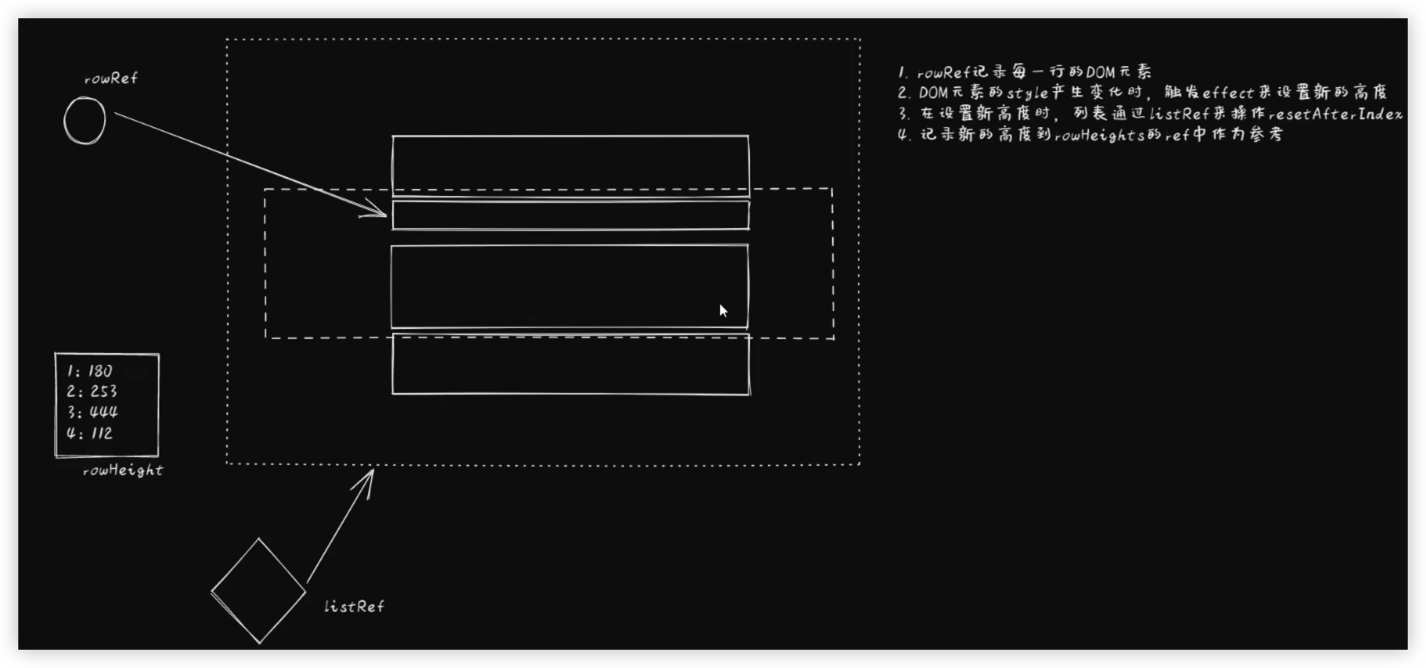 rowRef
1. rowRef记录每一行的DOM元素
2. DOM元素的style产生变化时，触发effect来设置新的高度
3. 在设置新高度时，列表通过listRef来操作resetAfterIndex
4. 记录新的高度到rowHeights的ref中作为参考
1: 180
2: 253
3: 444
4: 112
rowHeight
listRef